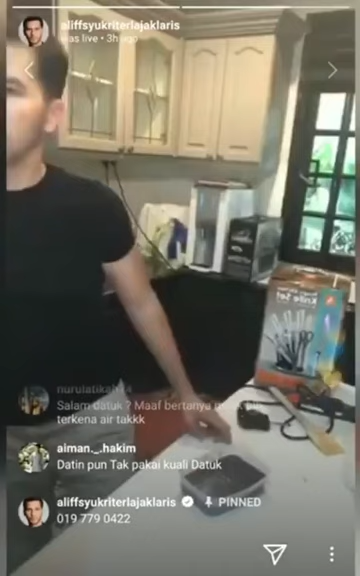 aliffsyukriterlajaklaris
was live • 3h ago
Knife Set
nurulatika
Salam datuk ? Maaf bertanya
terkena air takkk
aiman._.hakim
Datin pun Tak pakai kuali Datuk
aliffsyukriterlajaklaris PINNED
019 779 0422